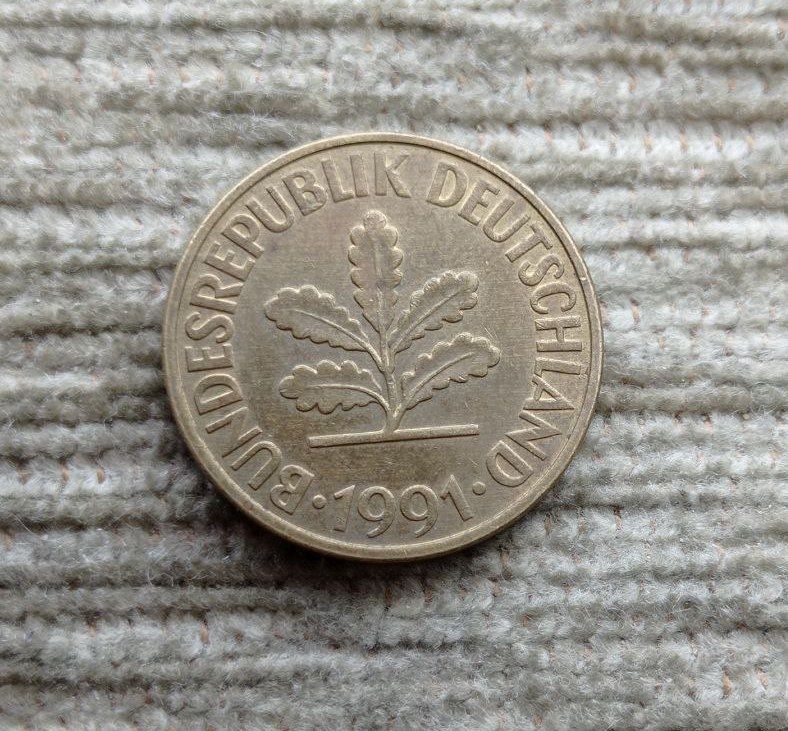 BUNDESREPUBLIK DEUTSCHLAND
· 1991 ·